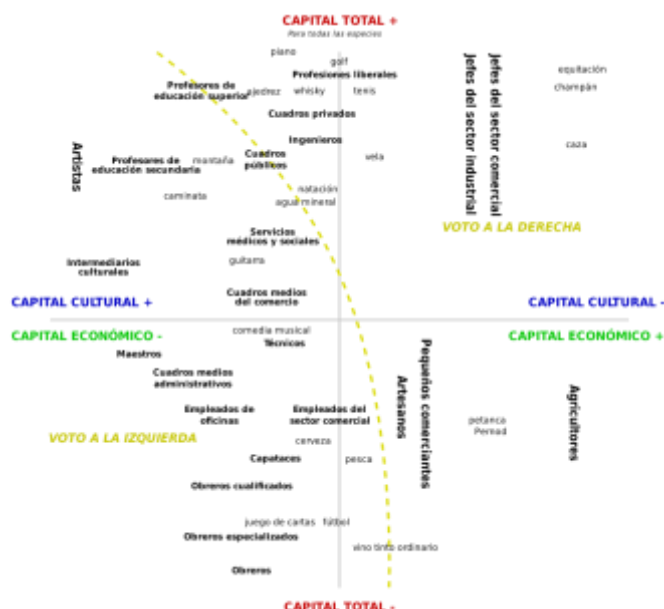 CAPITAL TOTAL +
Para todas las especies
piano
golf
Profesiones liberales
Profesores de
educación superior
ajedrez
whisky
tenis
equitación
champán
Jefes del sector industrial
Jefes del sector comercial
Cuadros privados
Ingenieros
caza
Artistas
Profesores de
educación secundaria
montaña
Cuadros
públicos
vela
caminata
natación
agua mineral
VOTO A LA DERECHA
Servicios
médicos y sociales
Intermediarios
culturales
guitarra
Cuadros medios
del comercio
CAPITAL CULTURAL +
CAPITAL CULTURAL -
CAPITAL ECONÓMICO -
CAPITAL ECONÓMICO +
comedia musical
Técnicos
Maestros
Cuadros medios
administrativos
Artesanos
Pequeños comerciantes
Agricultores
Empleados de
oficinas
Empleados del
sector comercial
petanca
Pernod
VOTO A LA IZQUIERDA
cerveza
Capataces
pesca
Obreros cualificados
juego de cartas
fútbol
Obreros especializados
vino tinto ordinario
Obreros
CAPITAL TOTAL -